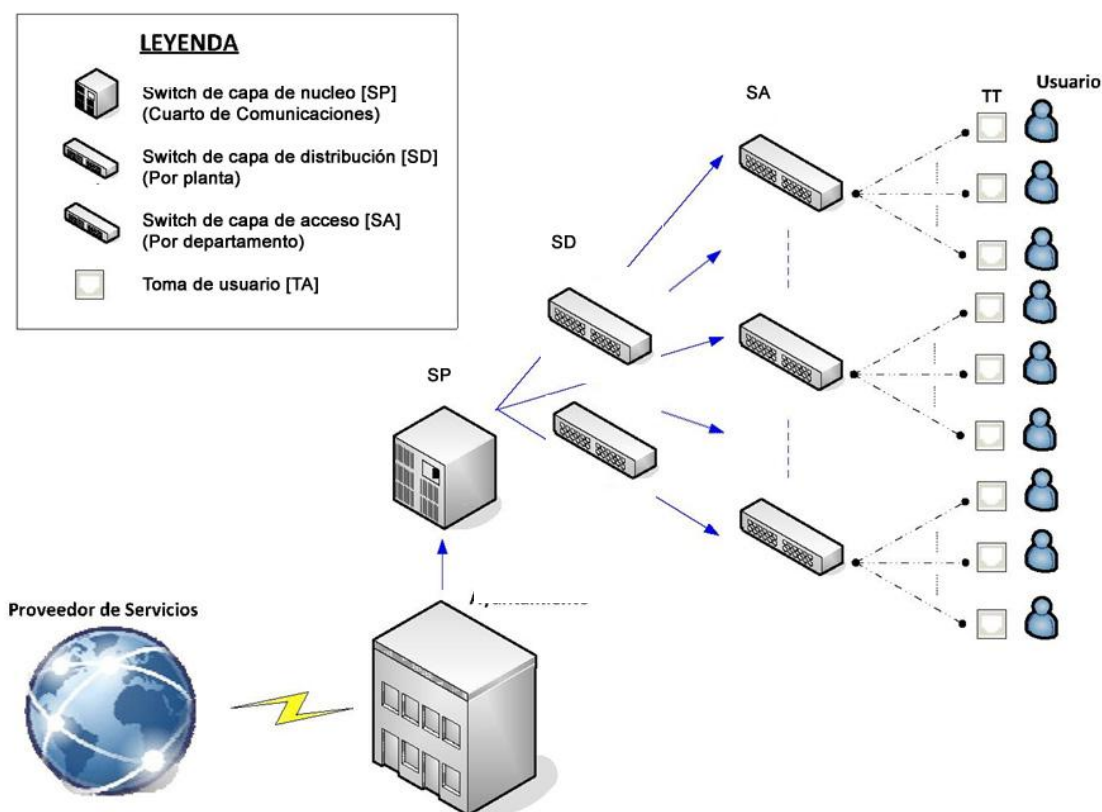 LEYENDA
Switch de capa de nucleo [SP]
(Cuarto de Comunicaciones)
Switch de capa de distribución [SD]
(Por planta)
Switch de capa de acceso [SA]
(Por departamento)
Toma de usuario [TA]
SA
TT
Usuario
SD
SP
Proveedor de Servicios